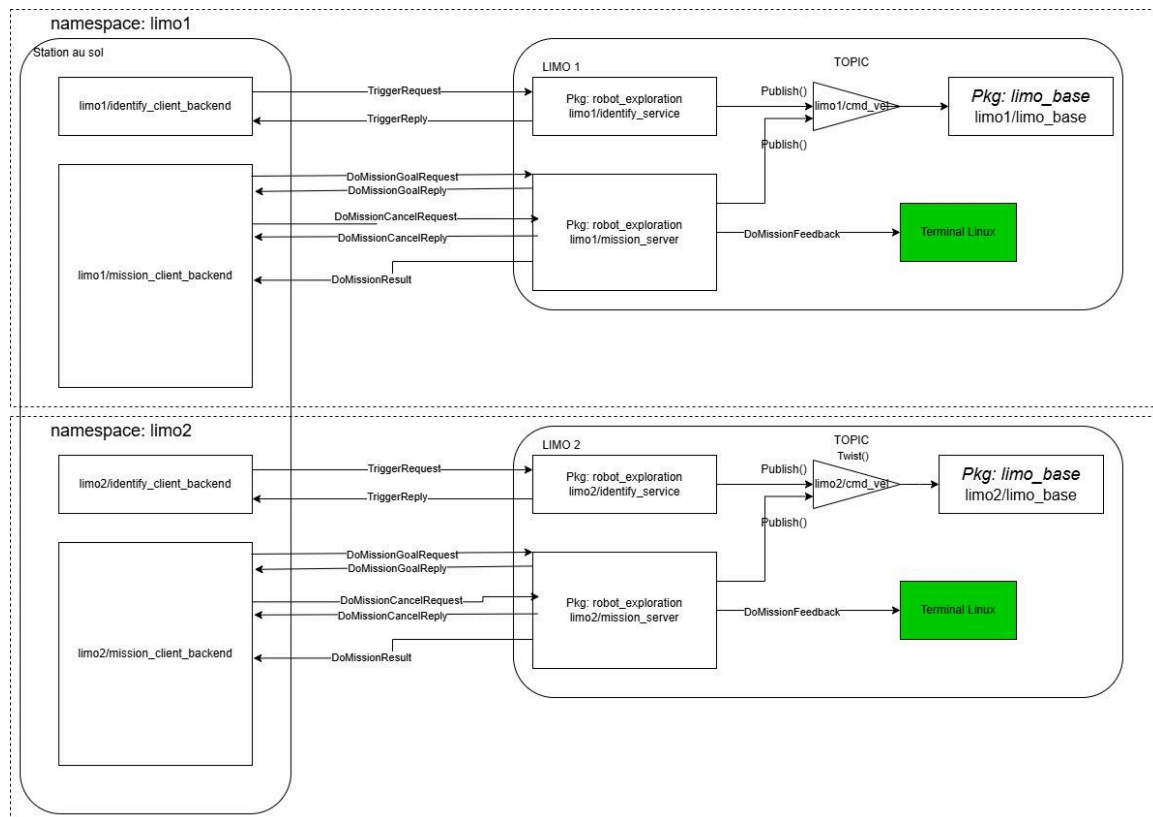 namespace: limo1
Station au sol
limo1/identify_client_backend
TriggerRequest
TriggerReply
LIMO 1
Pkg: robot_exploration
limo1/identify_service
TOPIC
Publish()
limo1/cmd_vel
Publish()
Pkg: limo_base
limo1/limo_base
limo1/mission_client_backend
DoMissionGoalRequest
DoMissionGoalReply
DoMissionCancelRequest
DoMissionCancelReply
DoMissionResult
Pkg: robot_exploration
limo1/mission_server
DoMissionFeedback
Terminal Linux
namespace: limo2
limo2/identify_client_backend
TriggerRequest
TriggerReply
LIMO 2
Pkg: robot_exploration
limo2/identify_service
TOPIC
Twist()
Publish()
limo2/cmd_vel
Publish()
Pkg: limo_base
limo2/limo_base
limo2/mission_client_backend
DoMissionGoalRequest
DoMissionGoalReply
DoMissionCancelRequest
DoMissionCancelReply
DoMissionResult
Pkg: robot_exploration
limo2/mission_server
DoMissionFeedback
Terminal Linux